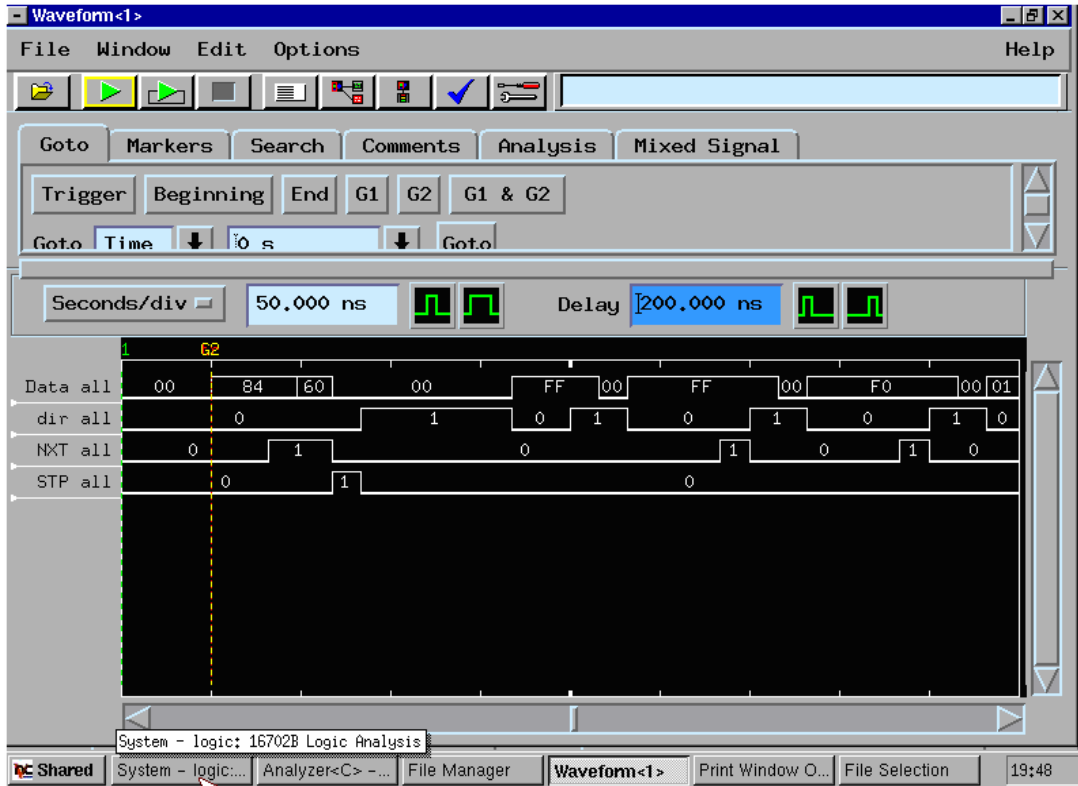 Waveform<1>
File Window Edit Options Help
Goto Markers Search Comments Analysis Mixed Signal
Trigger Beginning End G1 G2 G1 & G2
Goto Time 0 s Goto
Seconds/div 50.000 ns Delay 200.000 ns
1 G2
Data all 00 84 60 00 FF 00 FF 00 F0 00 01
dir all 0 1 0 1 0 1 0 1 0
NXT all 0 1 0 1 0 1 0
STP all 0 1 0
System - logic: 16702B Logic Analysis
Shared System - logic:... Analyzer<C> -... File Manager Waveform<1> Print Window O... File Selection 19:48